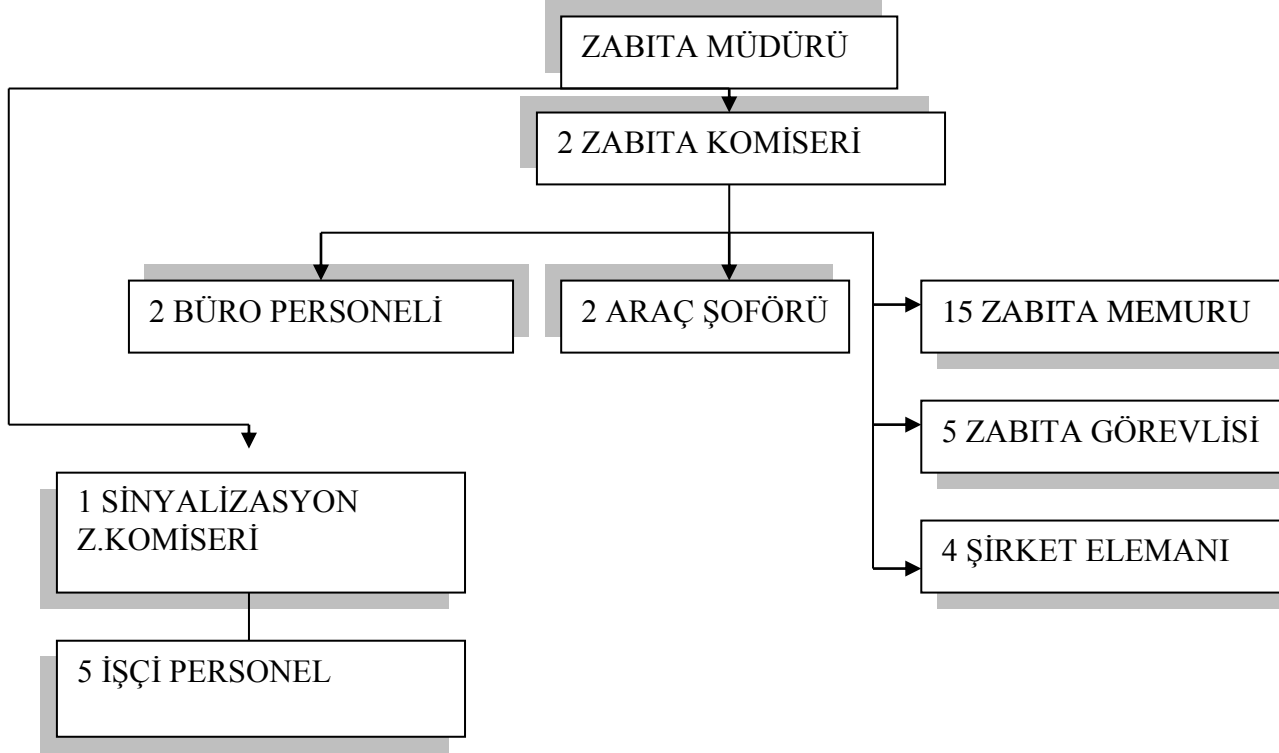 ZABITA MÜDÜRÜ
2 ZABITA KOMİSERİ
2 BÜRO PERSONELİ
2 ARAÇ ŞOFÖRÜ
15 ZABITA MEMURU
5 ZABITA GÖREVLİSİ
4 ŞİRKET ELEMANI
1 SİNYALİZASYON
Z.KOMİSERİ
5 İŞÇİ PERSONEL